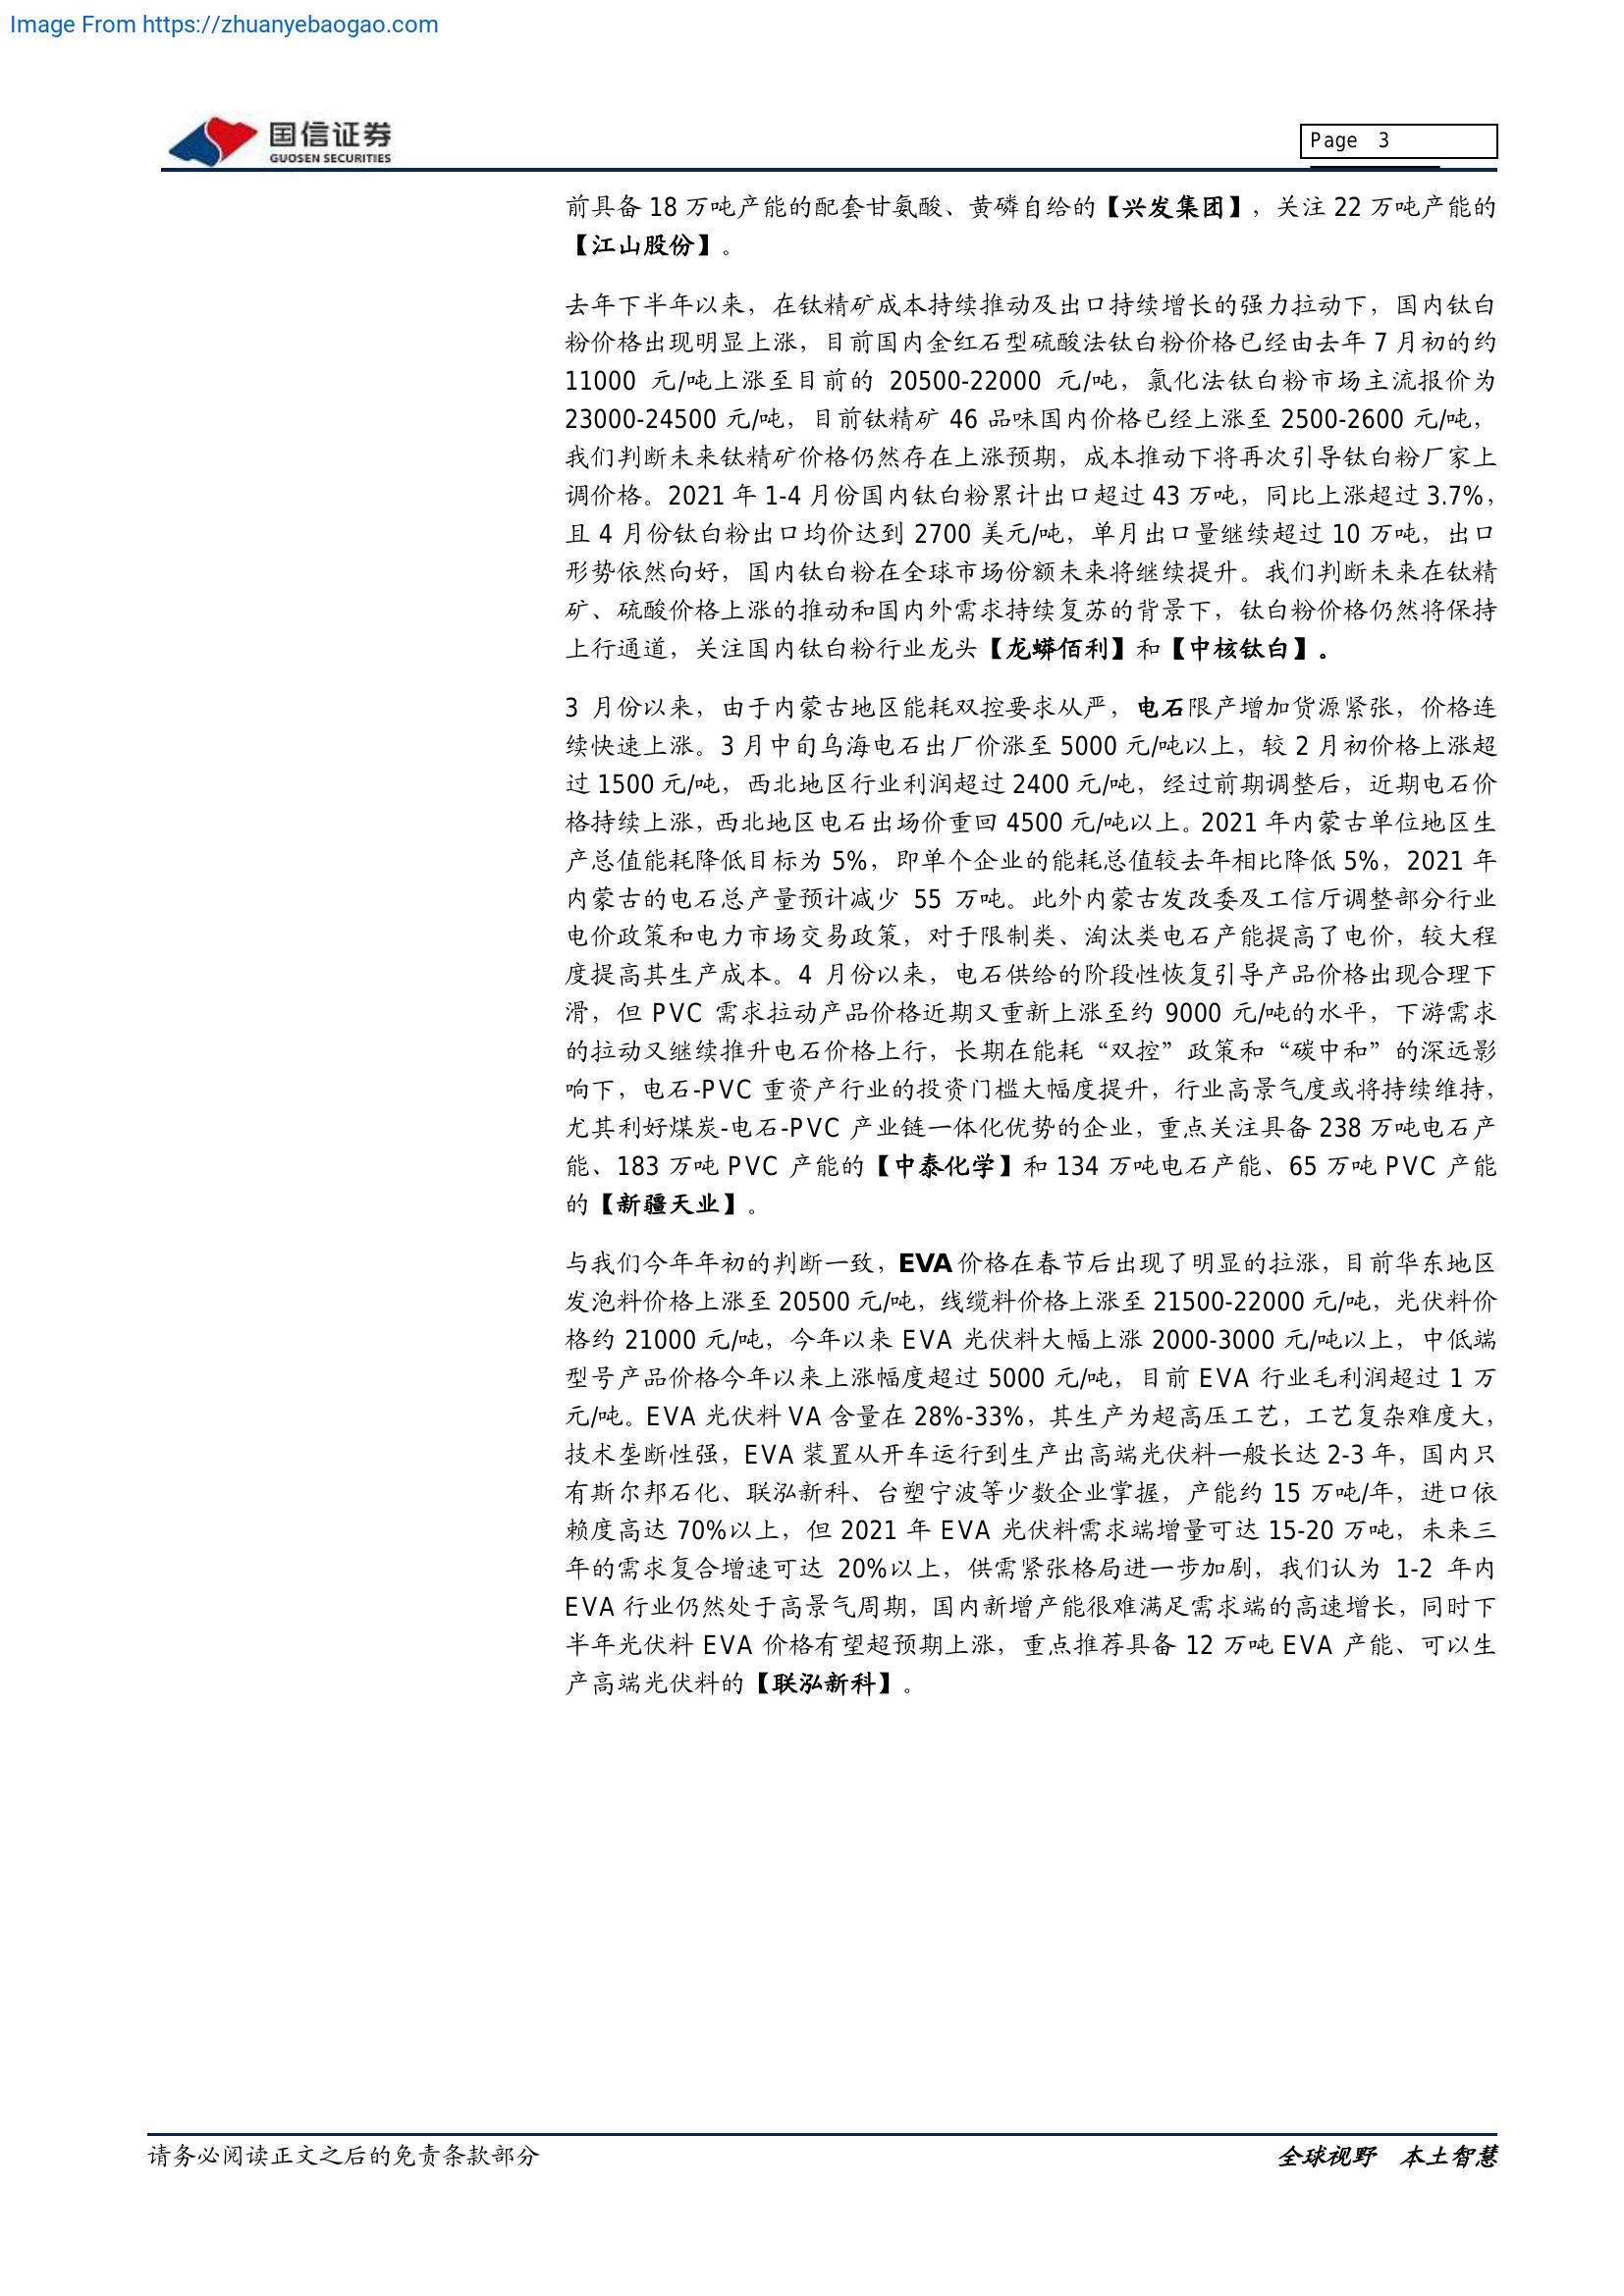 Image From https://zhuanyebaogao.com
国信证券
GUOSEN SECURITIES
Page 3
前具备 18 万吨产能的配套甘氨酸、黄磷自给的【兴发集团】，关注 22 万吨产能的
【江山股份】。
去年下半年以来，在钛精矿成本持续推动及出口持续增长的强力拉动下，国内钛白
粉价格出现明显上涨，目前国内金红石型硫酸法钛白粉价格已经由去年 7 月初的约
11000 元/吨上涨至目前的 20500-22000 元/吨，氯化法钛白粉市场主流报价为
23000-24500 元/吨，目前钛精矿 46 品味国内价格已经上涨至 2500-2600 元/吨，
我们判断未来钛精矿价格仍然存在上涨预期，成本推动下将再次引导钛白粉厂家上
调价格。2021 年 1-4 月份国内钛白粉累计出口超过 43 万吨，同比上涨超过 3.7%，
且 4 月份钛白粉出口均价达到 2700 美元/吨，单月出口量继续超过 10 万吨，出口
形势依然向好，国内钛白粉在全球市场份额未来将继续提升。我们判断未来在钛精
矿、硫酸价格上涨的推动和国内外需求持续复苏的背景下，钛白粉价格仍然将保持
上行通道，关注国内钛白粉行业龙头【龙蟒佰利】和【中核钛白】。
3 月份以来，由于内蒙古地区能耗双控要求从严，电石限产增加货源紧张，价格连
续快速上涨。3 月中旬乌海电石出厂价涨至 5000 元/吨以上，较 2 月初价格上涨超
过 1500 元/吨，西北地区行业利润超过 2400 元/吨，经过前期调整后，近期电石价
格持续上涨，西北地区电石出场价重回 4500 元/吨以上。2021 年内蒙古单位地区生
产总值能耗降低目标为 5%，即单个企业的能耗总值较去年相比降低 5%，2021 年
内蒙古的电石总产量预计减少 55 万吨。此外内蒙古发改委及工信厅调整部分行业
电价政策和电力市场交易政策，对于限制类、淘汰类电石产能提高了电价，较大程
度提高其生产成本。4 月份以来，电石供给的阶段性恢复引导产品价格出现合理下
滑，但 PVC 需求拉动产品价格近期又重新上涨至约 9000 元/吨的水平，下游需求
的拉动又继续推升电石价格上行，长期在能耗“双控”政策和“碳中和”的深远影
响下，电石-PVC 重资产行业的投资门槛大幅度提升，行业高景气度或将持续维持，
尤其利好煤炭-电石-PVC 产业链一体化优势的企业，重点关注具备 238 万吨电石产
能、183 万吨 PVC 产能的【中泰化学】和 134 万吨电石产能、65 万吨 PVC 产能
的【新疆天业】。
与我们今年年初的判断一致，EVA 价格在春节后出现了明显的拉涨，目前华东地区
发泡料价格上涨至 20500 元/吨，线缆料价格上涨至 21500-22000 元/吨，光伏料价
格约 21000 元/吨，今年以来 EVA 光伏料大幅上涨 2000-3000 元/吨以上，中低端
型号产品价格今年以来上涨幅度超过 5000 元/吨，目前 EVA 行业毛利润超过 1 万
元/吨。EVA 光伏料 VA 含量在 28%-33%，其生产为超高压工艺，工艺复杂难度大，
技术垄断性强，EVA 装置从开车运行到生产出高端光伏料一般长达 2-3 年，国内只
有斯尔邦石化、联泓新科、台塑宁波等少数企业掌握，产能约 15 万吨/年，进口依
赖度高达 70%以上，但 2021 年 EVA 光伏料需求端增量可达 15-20 万吨，未来三
年的需求复合增速可达 20%以上，供需紧张格局进一步加剧，我们认为 1-2 年内
EVA 行业仍然处于高景气周期，国内新增产能很难满足需求端的高速增长，同时下
半年光伏料 EVA 价格有望超预期上涨，重点推荐具备 12 万吨 EVA 产能、可以生
产高端光伏料的【联泓新科】。
请务必阅读正文之后的免责条款部分
全球视野 本土智慧